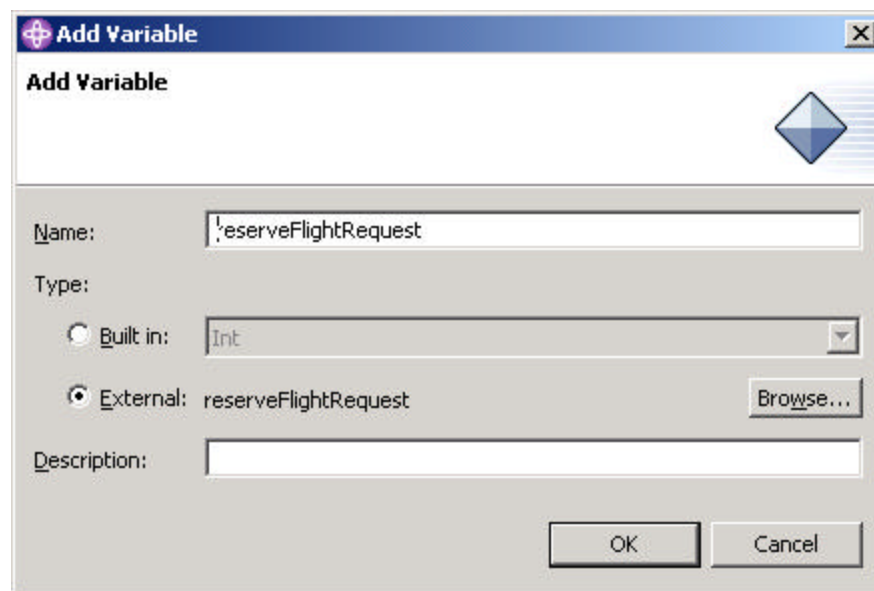 Add Variable
Add Variable
Name: reserveFlightRequest
Type:
Built in: Int
External: reserveFlightRequest Browse...
Description:
OK Cancel